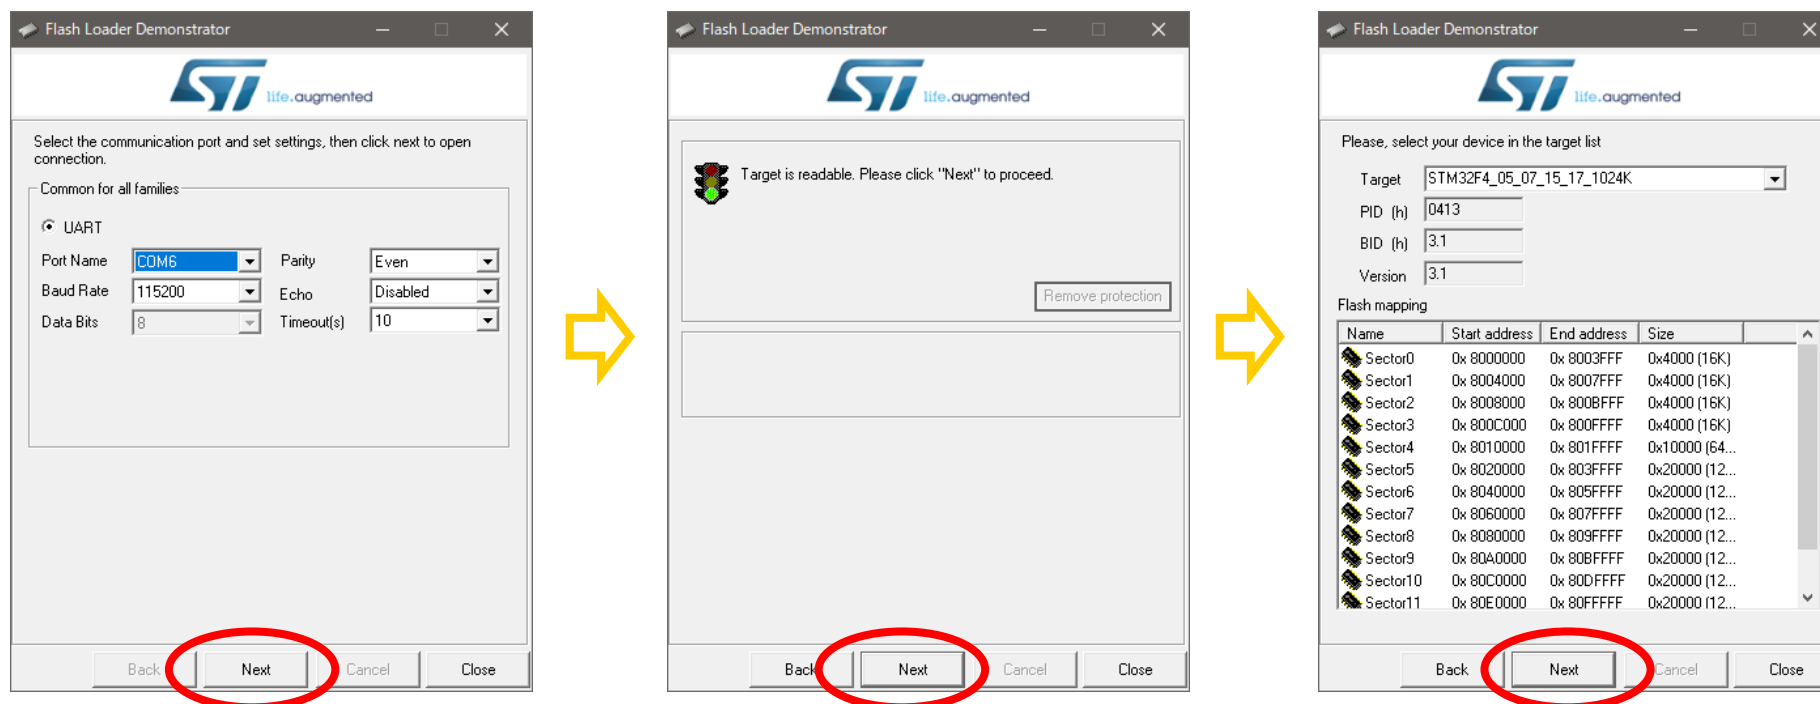 Flash Loader Demonstrator
life.augmented
Select the communication port and set settings, then click next to open
connection.
Common for all families
UART
Port Name COM6 Parity Even
Baud Rate 115200 Echo Disabled
Data Bits 8 Timeout(s) 10
Back Next Cancel Close
Flash Loader Demonstrator
life.augmented
Target is readable. Please click "Next" to proceed.
Remove protection
Back Next Cancel Close
Flash Loader Demonstrator
life.augmented
Please, select your device in the target list
Target STM32F4_05_07_15_17_1024K
PID (h) 0413
BID (h) 3.1
Version 3.1
Flash mapping
Name Start address End address Size
Sector0 0x 8000000 0x 8003FFF 0x4000 (16K)
Sector1 0x 8004000 0x 8007FFF 0x4000 (16K)
Sector2 0x 8008000 0x 800BFFF 0x4000 (16K)
Sector3 0x 800C000 0x 800FFFF 0x4000 (16K)
Sector4 0x 8010000 0x 801FFFF 0x10000 (64...
Sector5 0x 8020000 0x 803FFFF 0x20000 (12...
Sector6 0x 8040000 0x 805FFFF 0x20000 (12...
Sector7 0x 8060000 0x 807FFFF 0x20000 (12...
Sector8 0x 8080000 0x 809FFFF 0x20000 (12...
Sector9 0x 80A0000 0x 80BFFFF 0x20000 (12...
Sector10 0x 80C0000 0x 80DFFFF 0x20000 (12...
Sector11 0x 80E0000 0x 80FFFFF 0x20000 (12...
Back Next Cancel Close